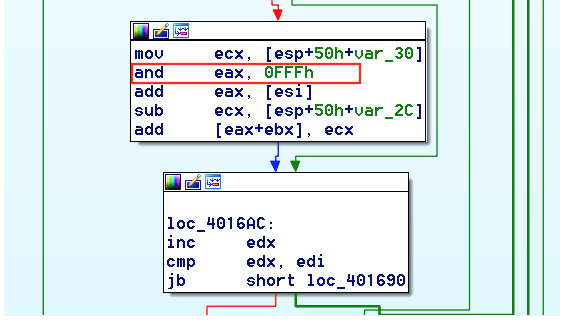 mov ecx, [esp+50h+var_30]
and eax, 0FFFh
add eax, [esi]
sub ecx, [esp+50h+var_2C]
add [eax+ebx], ecx
loc_4016AC:
inc edx
cmp edx, edi
jb short loc_401690